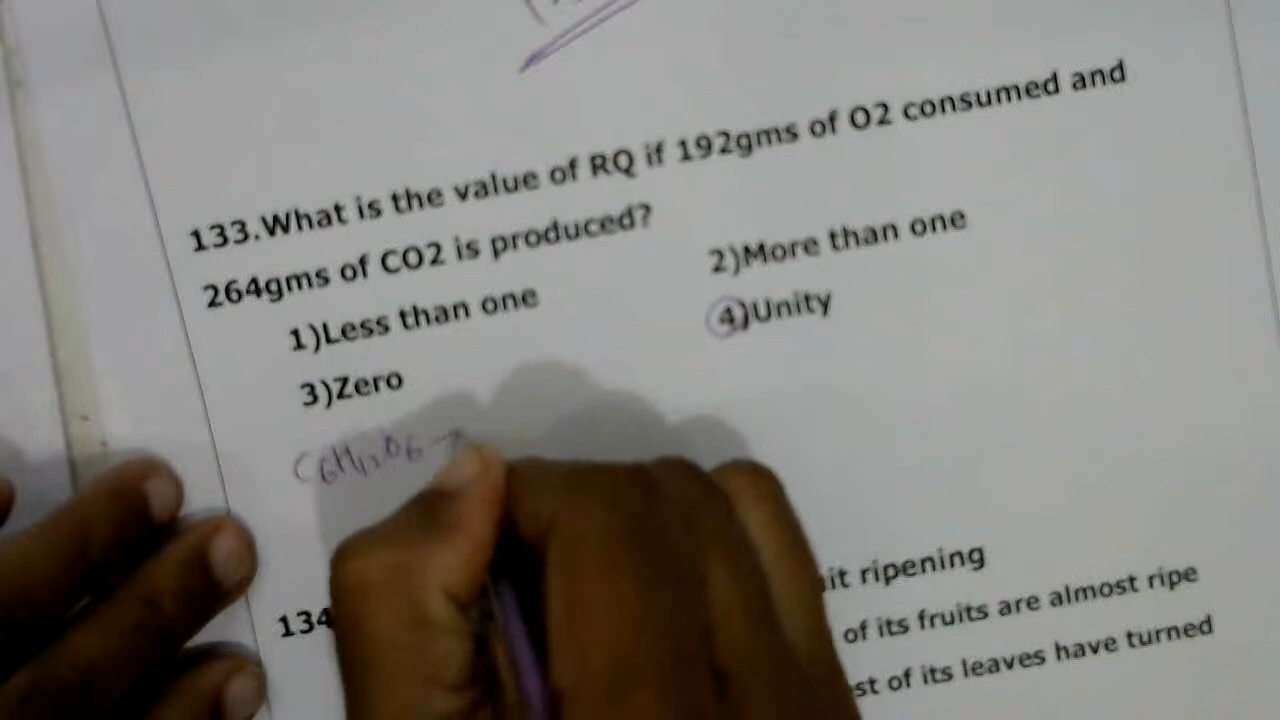 133.What is the value of RQ if 192gms of O2 consumed and
264gms of CO2 is produced?
1)Less than one 2)More than one
3)Zero 4)Unity
C6H12O6 →
134 ripening
of its fruits are almost ripe
of its leaves have turned